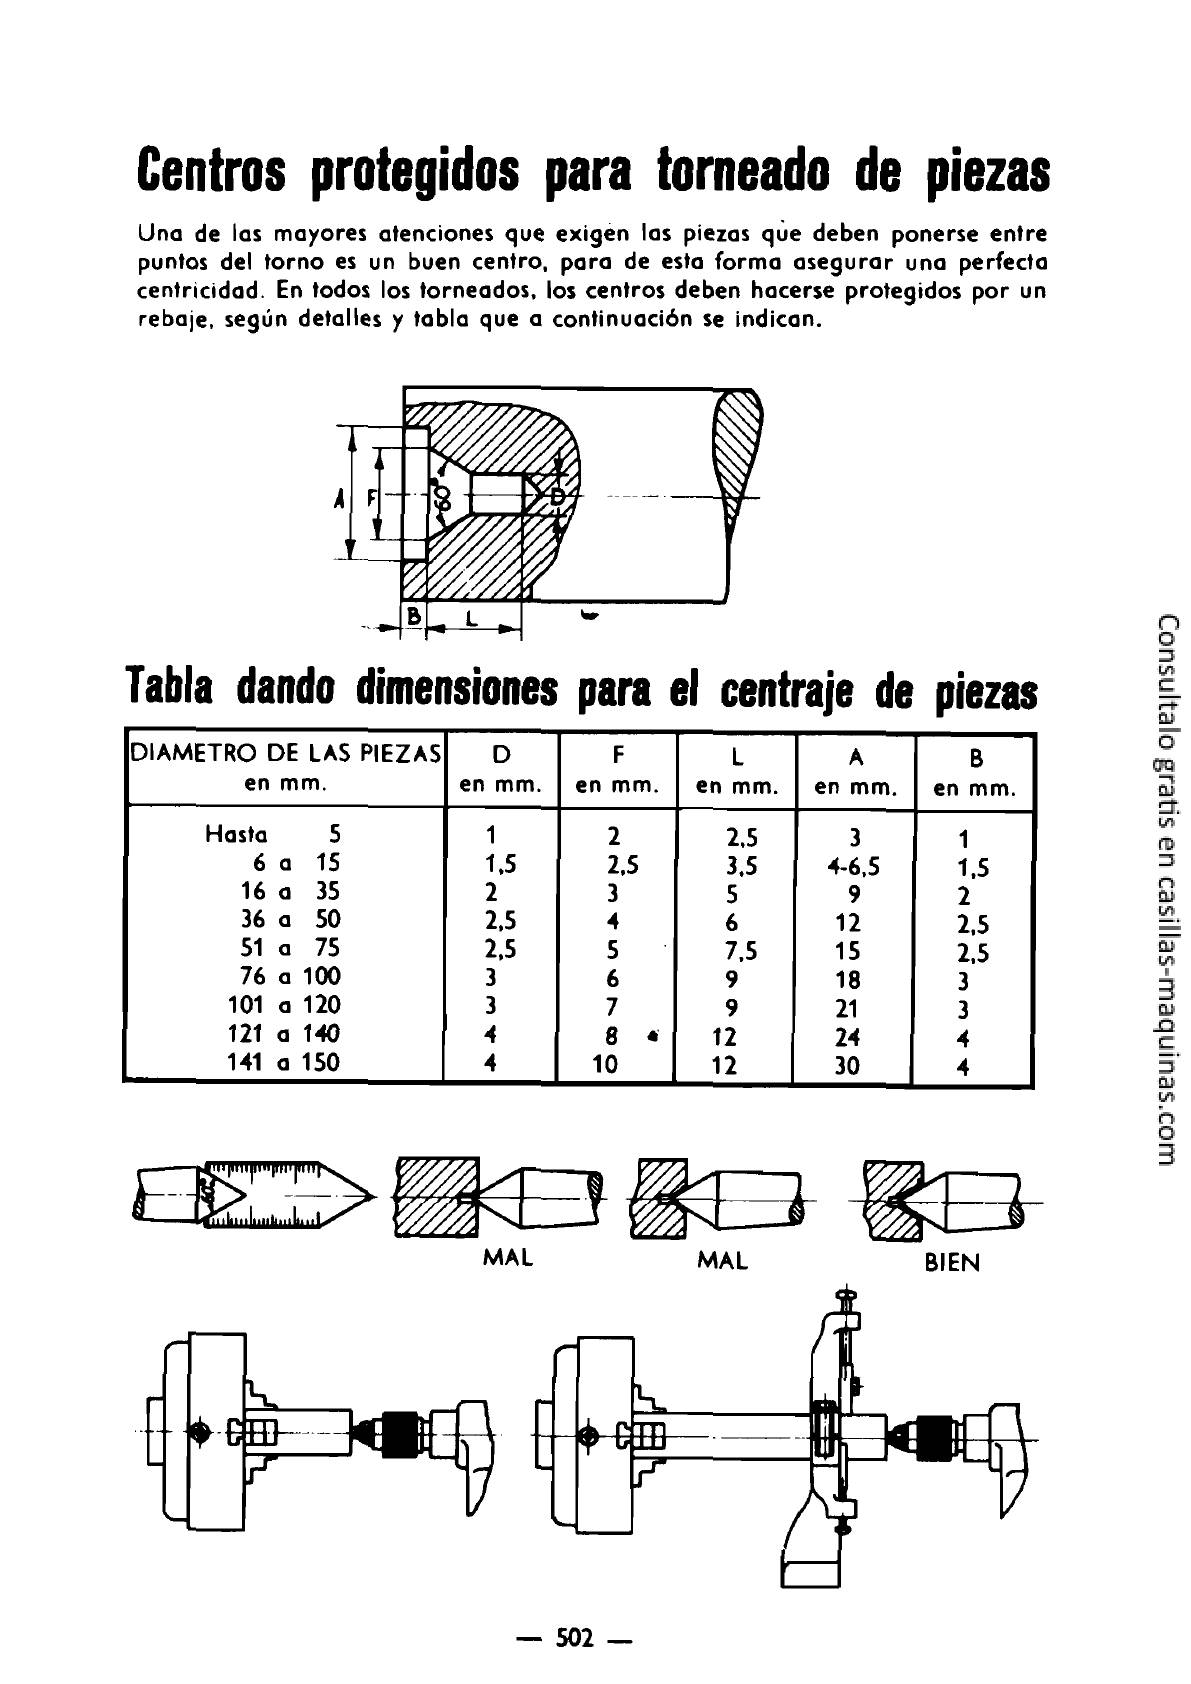 Centros protegidos para torneado de piezas
Una de las mayores atenciones que exigen las piezas que deben ponerse entre
puntos del torno es un buen centro, para de esta forma asegurar una perfecta
centricidad. En todos los torneados, los centros deben hacerse protegidos por un
rebaje, según detalles y tabla que a continuación se indican.
A F 60° D
B L
Tabla dando dimensiones para el centraje de piezas
DIAMETRO DE LAS PIEZAS D F L A B
en mm. en mm. en mm. en mm. en mm. en mm.
Hasta 5 1 2 2,5 3 1
6 a 15 1,5 2,5 3,5 4-6,5 1,5
16 a 35 2 3 5 9 2
36 a 50 2,5 4 6 12 2,5
51 a 75 2,5 5 7,5 15 2,5
76 a 100 3 6 9 18 3
101 a 120 3 7 9 21 3
121 a 140 4 8 12 24 4
141 a 150 4 10 12 30 4
60°
MAL MAL BIEN
— 502 —
Consultalo gratis en casillas-maquinas.com